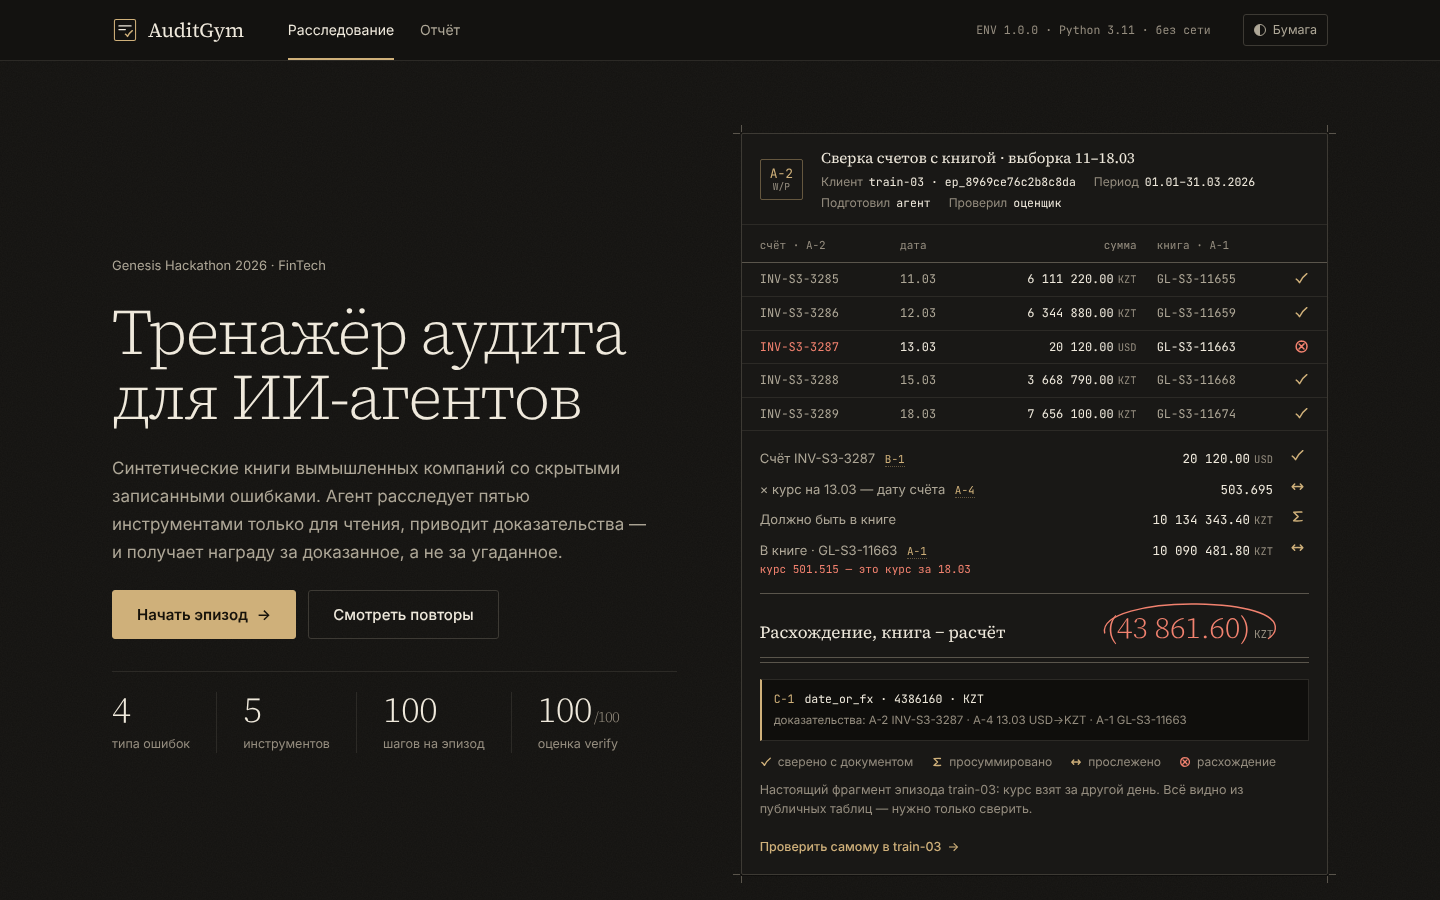 AuditGym
Расследование
Отчёт
ENV 1.0.0 · Python 3.11 · без сети
Бумага
Genesis Hackathon 2026 · FinTech
Тренажёр аудита
для ИИ-агентов
Синтетические книги вымышленных компаний со скрытыми
записанными ошибками. Агент расследует пятью
инструментами только для чтения, приводит доказательства —
и получает награду за доказанное, а не за угаданное.
Начать эпизод →
Смотреть повторы
4
типа ошибок
5
инструментов
100
шагов на эпизод
100/100
оценка verify
A-2
W/P
Сверка счетов с книгой · выборка 11–18.03
Клиент train-03 · ep_8969ce76c2b8c8da Период 01.01–31.03.2026
Подготовил агент Проверил оценщик
счёт · A-2 дата сумма книга · A-1
INV-S3-3285 11.03 6 111 220.00 KZT GL-S3-11655 ✓
INV-S3-3286 12.03 6 344 880.00 KZT GL-S3-11659 ✓
INV-S3-3287 13.03 20 120.00 USD GL-S3-11663 ⊗
INV-S3-3288 15.03 3 668 790.00 KZT GL-S3-11668 ✓
INV-S3-3289 18.03 7 656 100.00 KZT GL-S3-11674 ✓
Счёт INV-S3-3287 B-1 20 120.00 USD ✓
× курс на 13.03 — дату счёта A-4 503.695 ↔
Должно быть в книге 10 134 343.40 KZT Σ
В книге · GL-S3-11663 A-1 10 090 481.80 KZT ↔
курс 501.515 — это курс за 18.03
Расхождение, книга − расчёт (43 861.60) KZT
C-1 date_or_fx · 4386160 · KZT
доказательства: A-2 INV-S3-3287 · A-4 13.03 USD→KZT · A-1 GL-S3-11663
✓ сверено с документом Σ просуммировано ↔ прослежено ⊗ расхождение
Настоящий фрагмент эпизода train-03: курс взят за другой день. Всё видно из
публичных таблиц — нужно только сверить.
Проверить самому в train-03 →